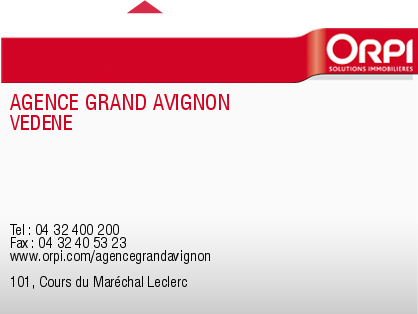 ORPI
SOLUTIONS IMMOBILIÈRES
AGENCE GRAND AVIGNON
VEDENE
Tel : 04 32 400 200
Fax : 04 32 40 53 23
www.orpi.com/agencegrandavignon
101, Cours du Maréchal Leclerc